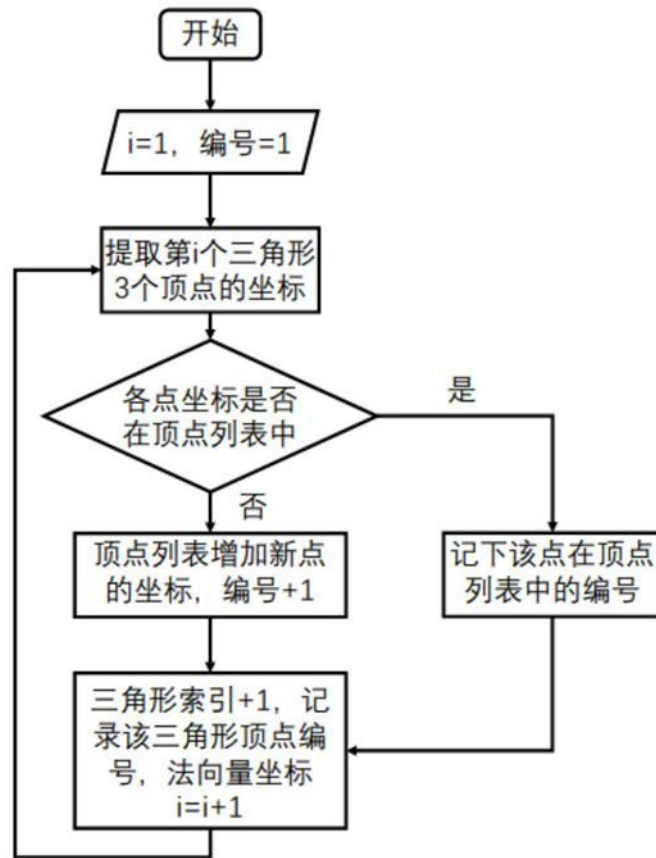 开始
i=1，编号=1
提取第i个三角形
3个顶点的坐标
各点坐标是否
在顶点列表中
是
否
顶点列表增加新点
的坐标，编号+1
记下该点在顶点
列表中的编号
三角形索引+1，记
录该三角形顶点编
号，法向量坐标
i=i+1